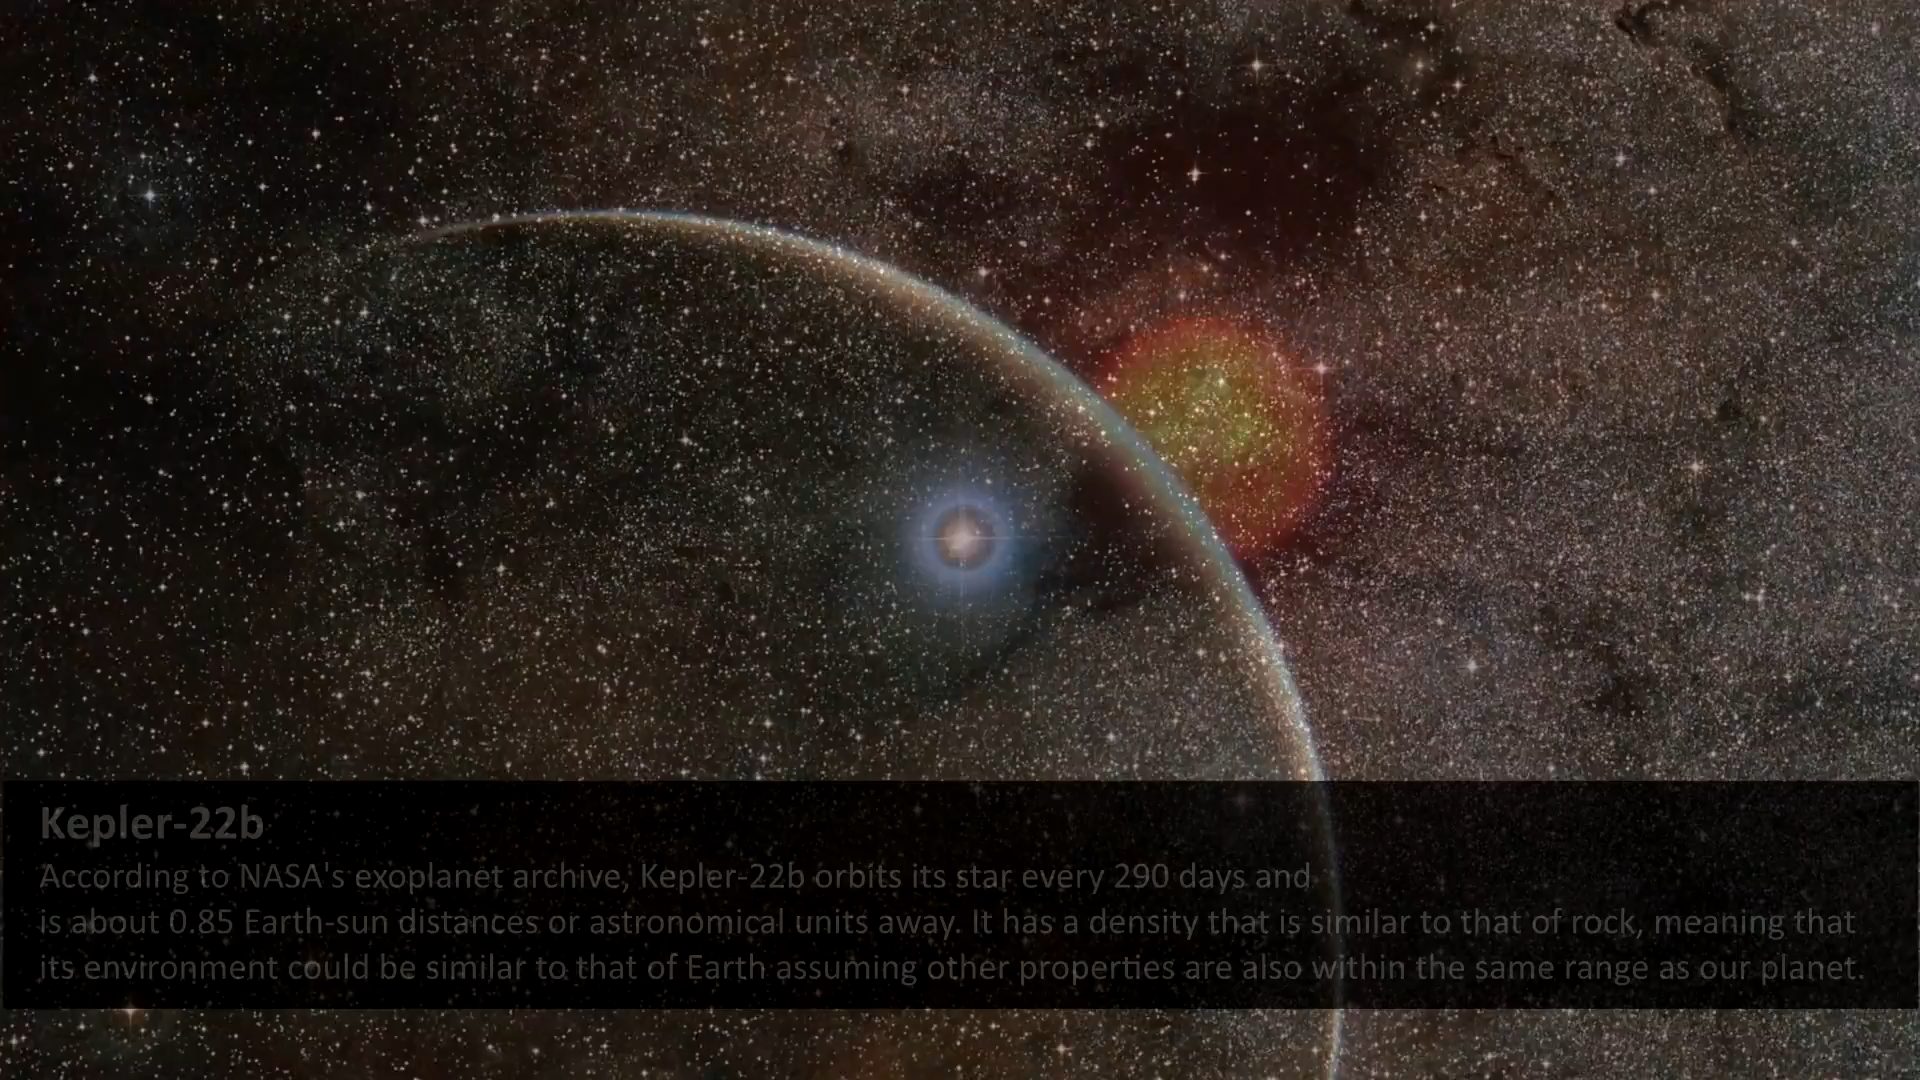 Kepler-22b
According to NASA's exoplanet archive, Kepler-22b orbits its star every 290 days and
is about 0.85 Earth-sun distances or astronomical units away. It has a density that is similar to that of rock, meaning that
its environment could be similar to that of Earth assuming other properties are also within the same range as our planet.